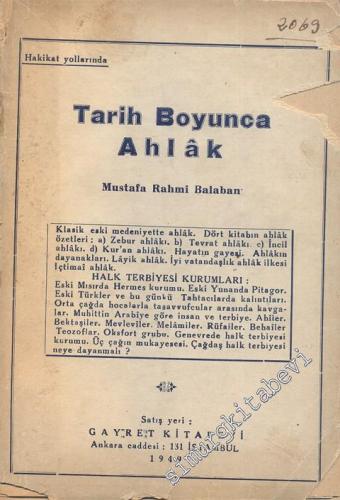 2069
Hakikat yollarında
Tarih Boyunca
Ahlâk
Mustafa Rahmi Balaban
Klasik eski medeniyette ahlâk. Dört kitabın ahlâk
özetleri : a) Zebur ahlâkı. b) Tevrat ahlâkı. c) İncil
ahlâkı. d) Kur'an ahlâkı. Hayatın gayesi. Ahlâkın
dayanakları. Lâyik ahlâk. İyi vatandaşlık ahlâk ilkesi
İçtimaî ahlâk.
HALK TERBİYESİ KURUMLARI :
Eski Mısırda Hermes kurumu. Eski Yunanda Pitagor.
Eski Türkler ve bu günkü Tahtacılarda kalıntıları.
Orta çağda hocalarla tasavvufcular arasında kavga-
lar. Muhittin Arabiye göre insan ve terbiye. Ahiler.
Bektaşiler. Mevleviler. Melâmiler. Rüfailer. Behailer
Teozoflar. Oksfort grubu. Genevrede halk terbiyesi
kurumu. Üç çağın mukayesesi. Çağdaş halk terbiyesi
neye dayanmalı ?
Satış yeri :
GAYRET KİTABEVİ
Ankara caddesi : 131 İSTANBUL
1949
simurgkitabevi